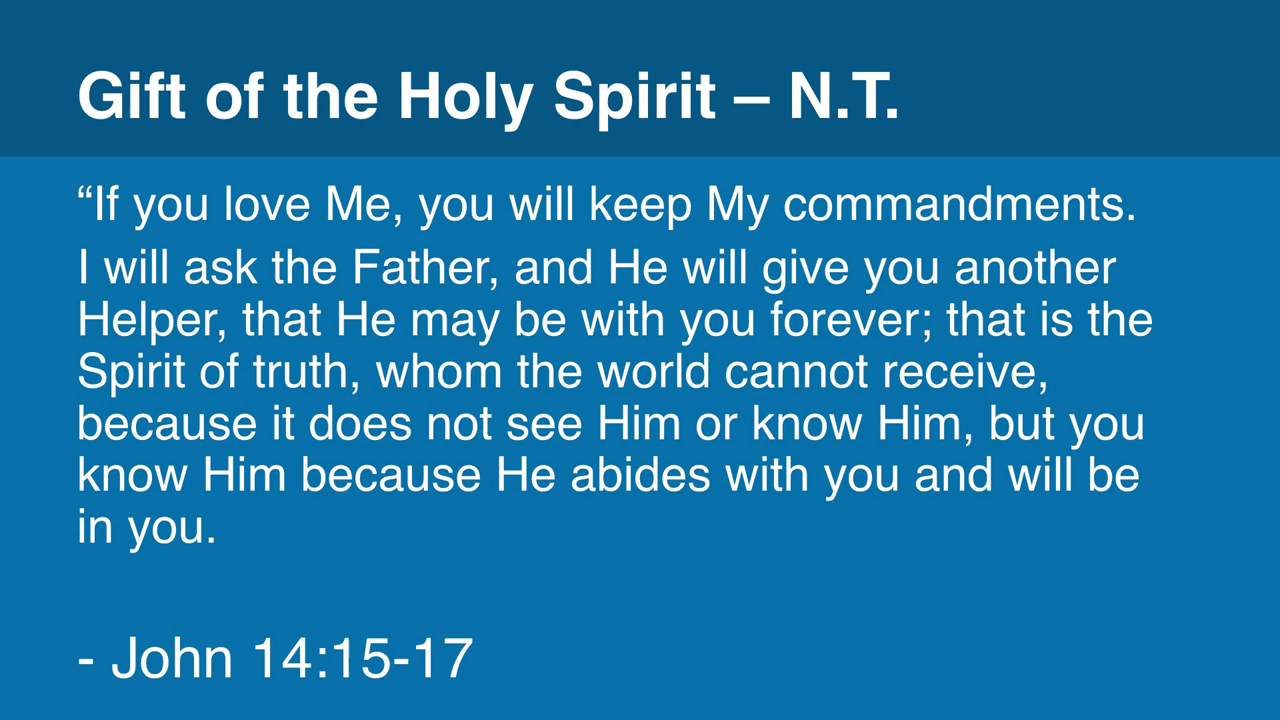 Gift of the Holy Spirit – N.T.
“If you love Me, you will keep My commandments.
I will ask the Father, and He will give you another
Helper, that He may be with you forever; that is the
Spirit of truth, whom the world cannot receive,
because it does not see Him or know Him, but you
know Him because He abides with you and will be
in you.
- John 14:15-17